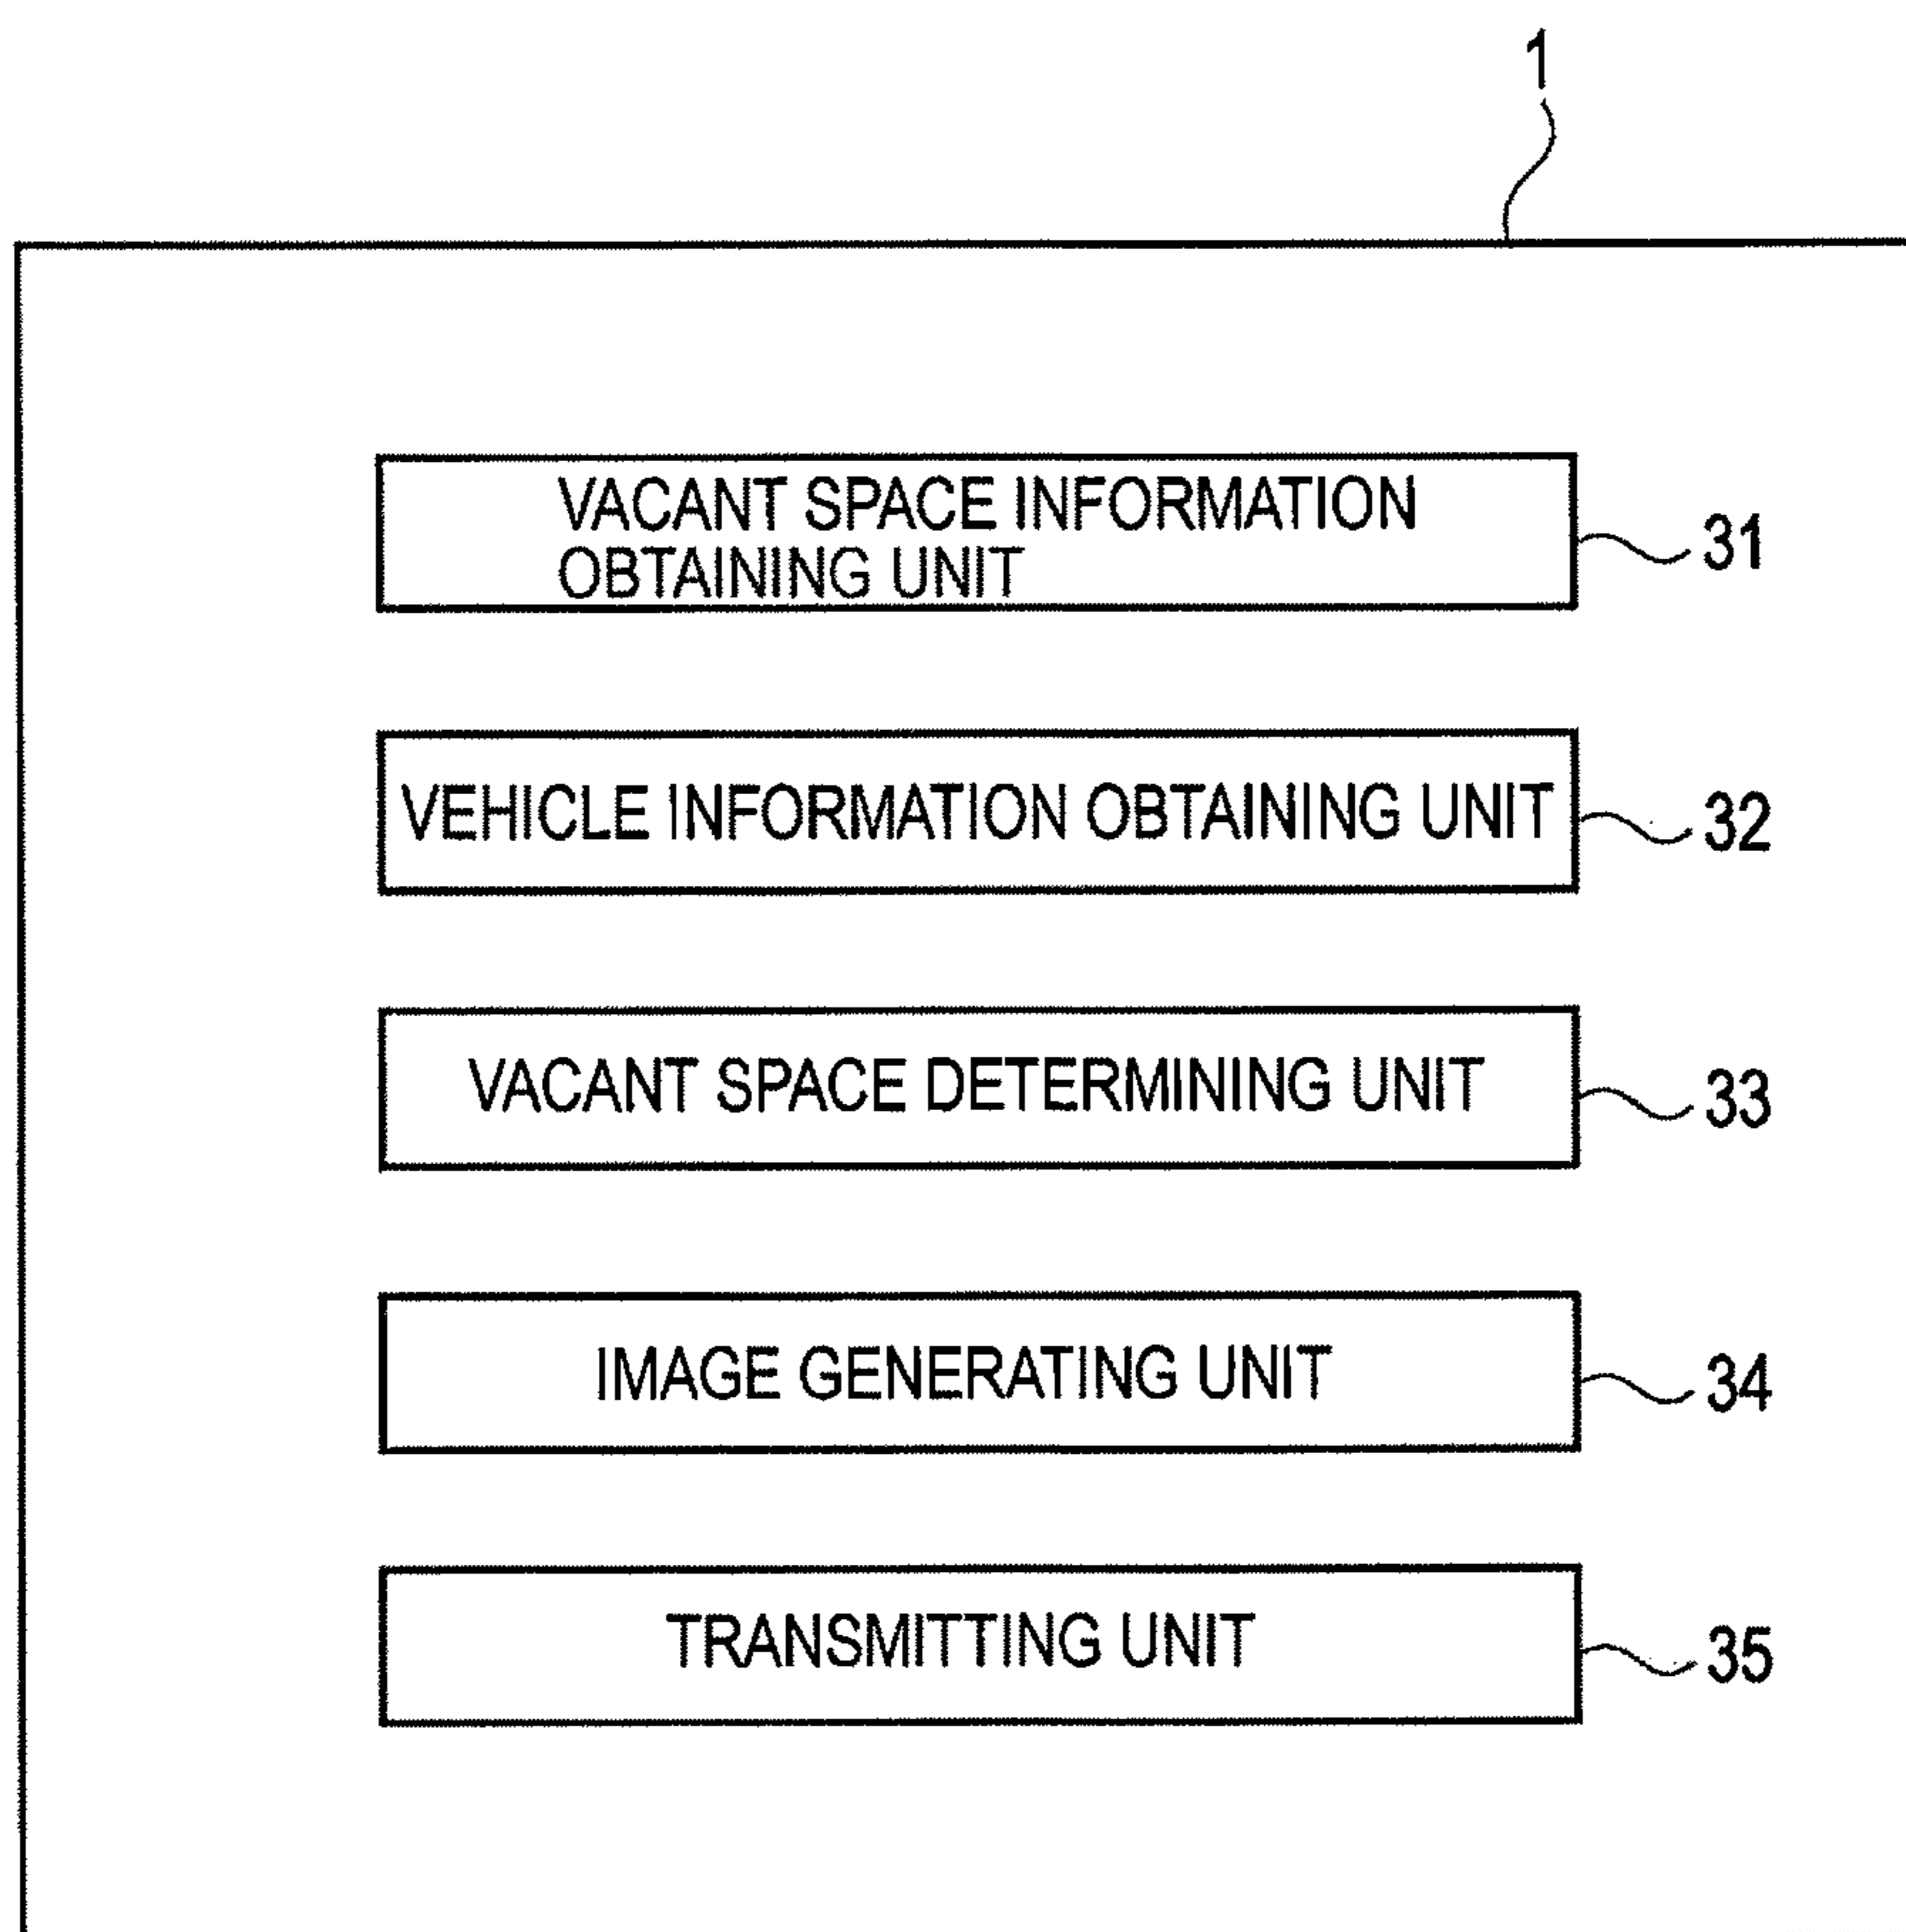 1
VACANT SPACE INFORMATION
OBTAINING UNIT
31
VEHICLE INFORMATION OBTAINING UNIT
32
VACANT SPACE DETERMINING UNIT
33
IMAGE GENERATING UNIT
34
TRANSMITTING UNIT
35